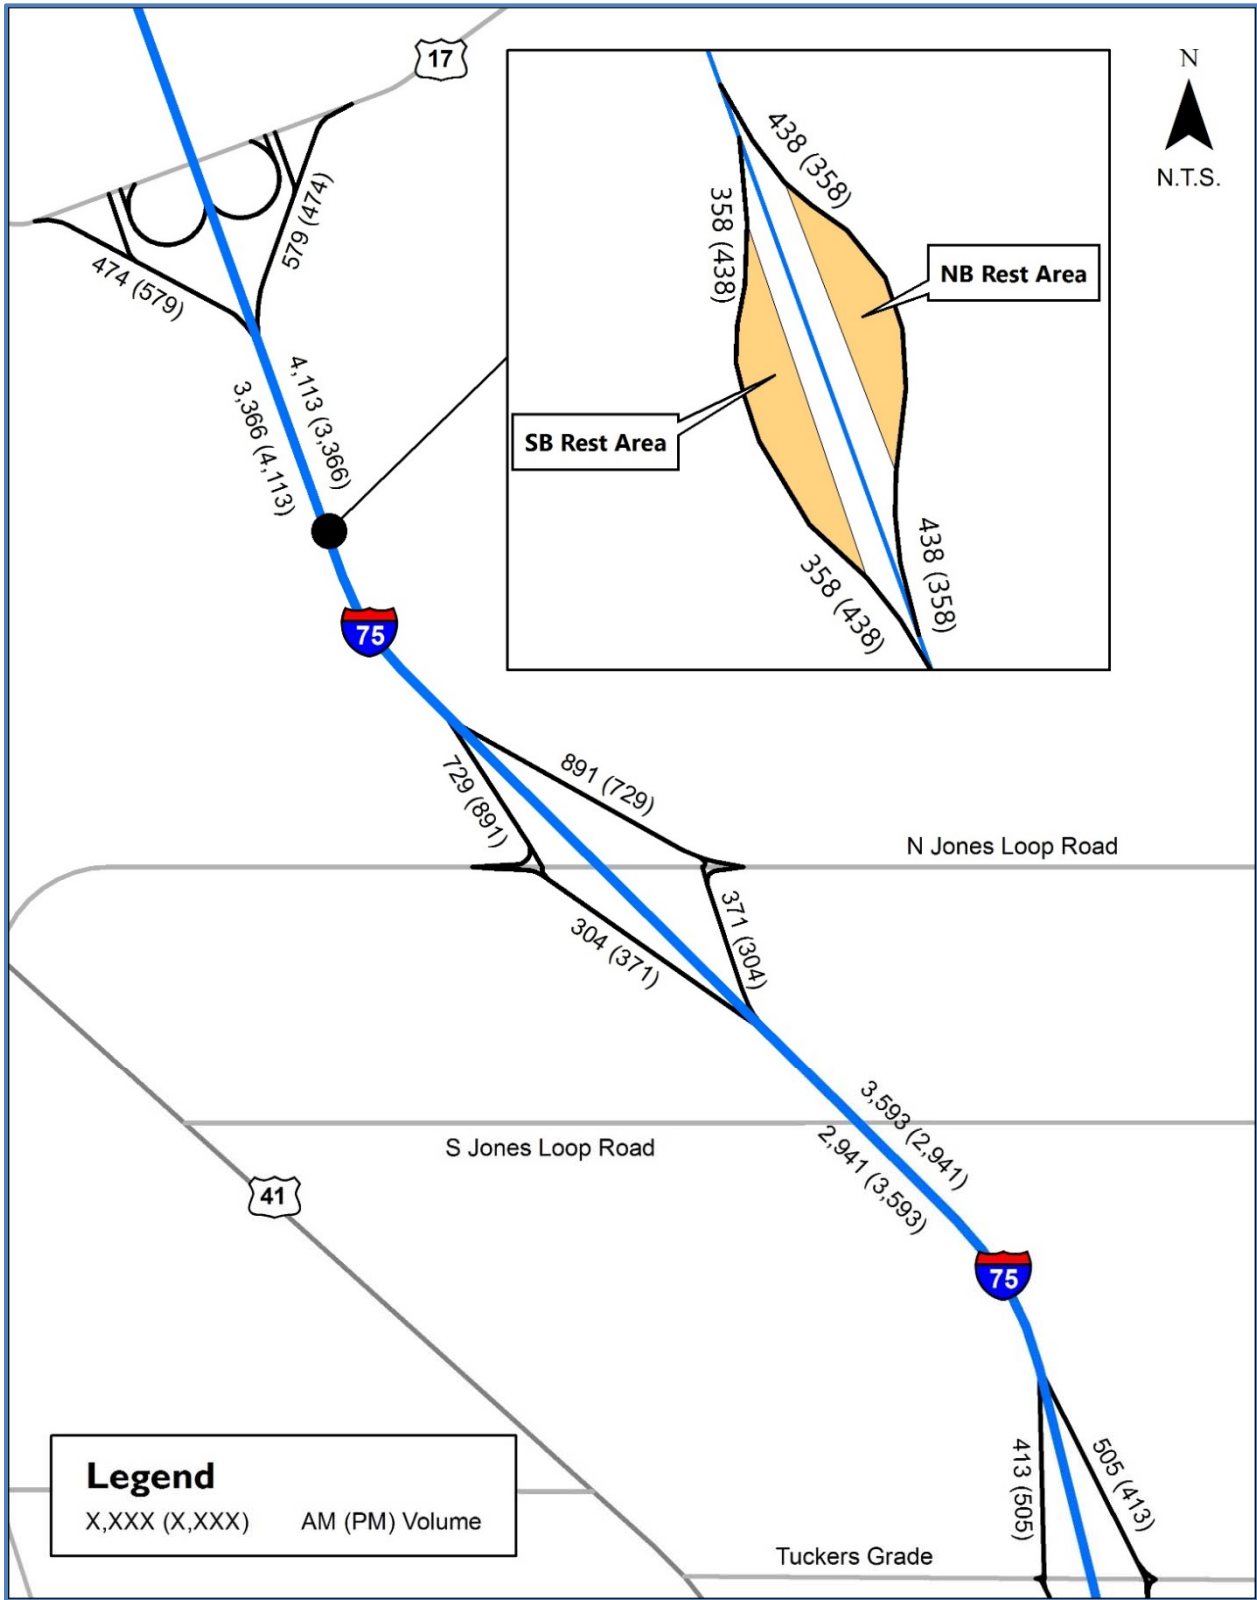 17
N
N.T.S.
579 (474)
474 (579)
4,113 (3,366)
3,366 (4,113)
438 (358)
358 (438)
NB Rest Area
SB Rest Area
438 (358)
358 (438)
75
729 (891)
891 (729)
N Jones Loop Road
371 (304)
304 (371)
3,593 (2,941)
2,941 (3,593)
S Jones Loop Road
41
75
413 (505)
505 (413)
Legend
X,XXX (X,XXX) AM (PM) Volume
Tuckers Grade